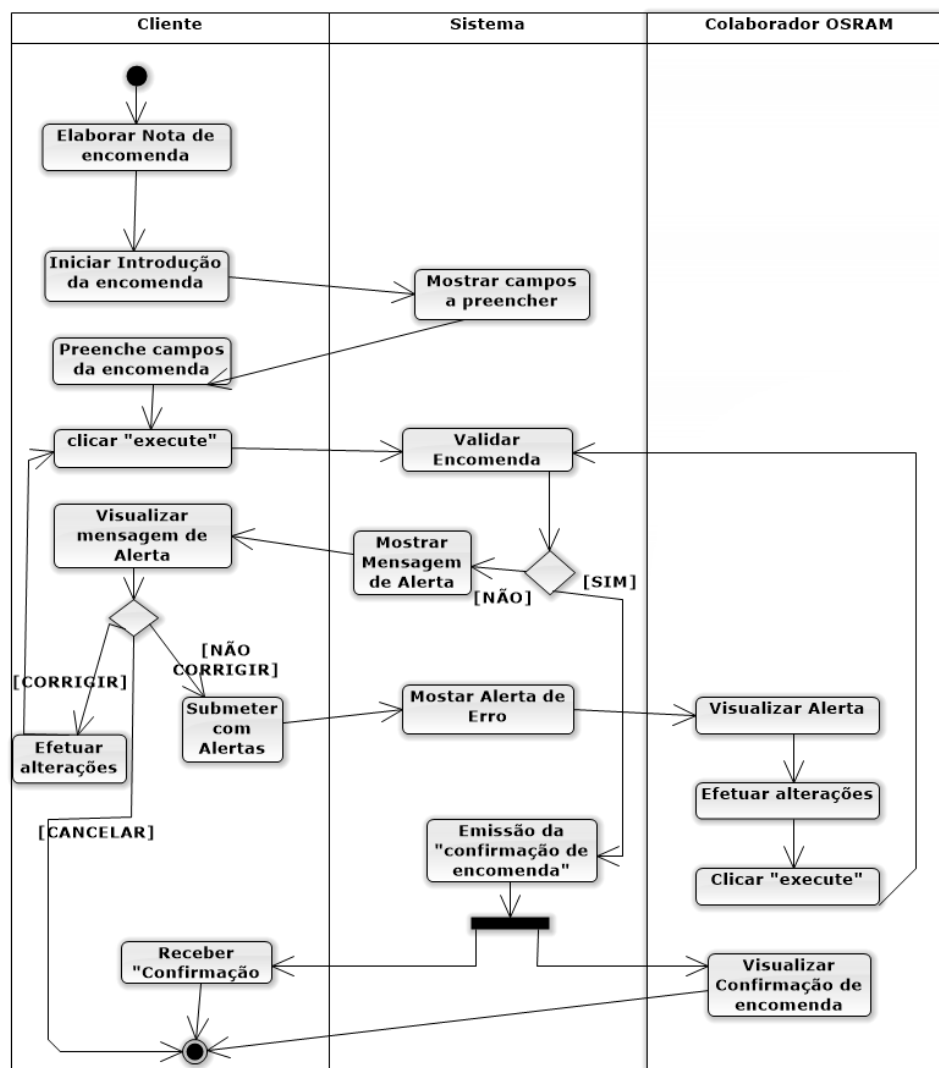 Cliente
Sistema
Colaborador OSRAM
Elaborar Nota de
encomenda
Iniciar Introdução
da encomenda
Mostrar campos
a preencher
Preenche campos
da encomenda
clicar "execute"
Validar
Encomenda
Visualizar
mensagem de
Alerta
Mostrar
Mensagem
de Alerta
[SIM]
[NÃO]
[NÃO
CORRIGIR]
[CORRIGIR]
Submeter
com
Alertas
Mostar Alerta de
Erro
Visualizar Alerta
Efetuar
alterações
Efetuar alterações
[CANCELAR]
Emissão da
"confirmação de
encomenda"
Clicar "execute"
Receber
"Confirmação
Visualizar
Confirmação de
encomenda